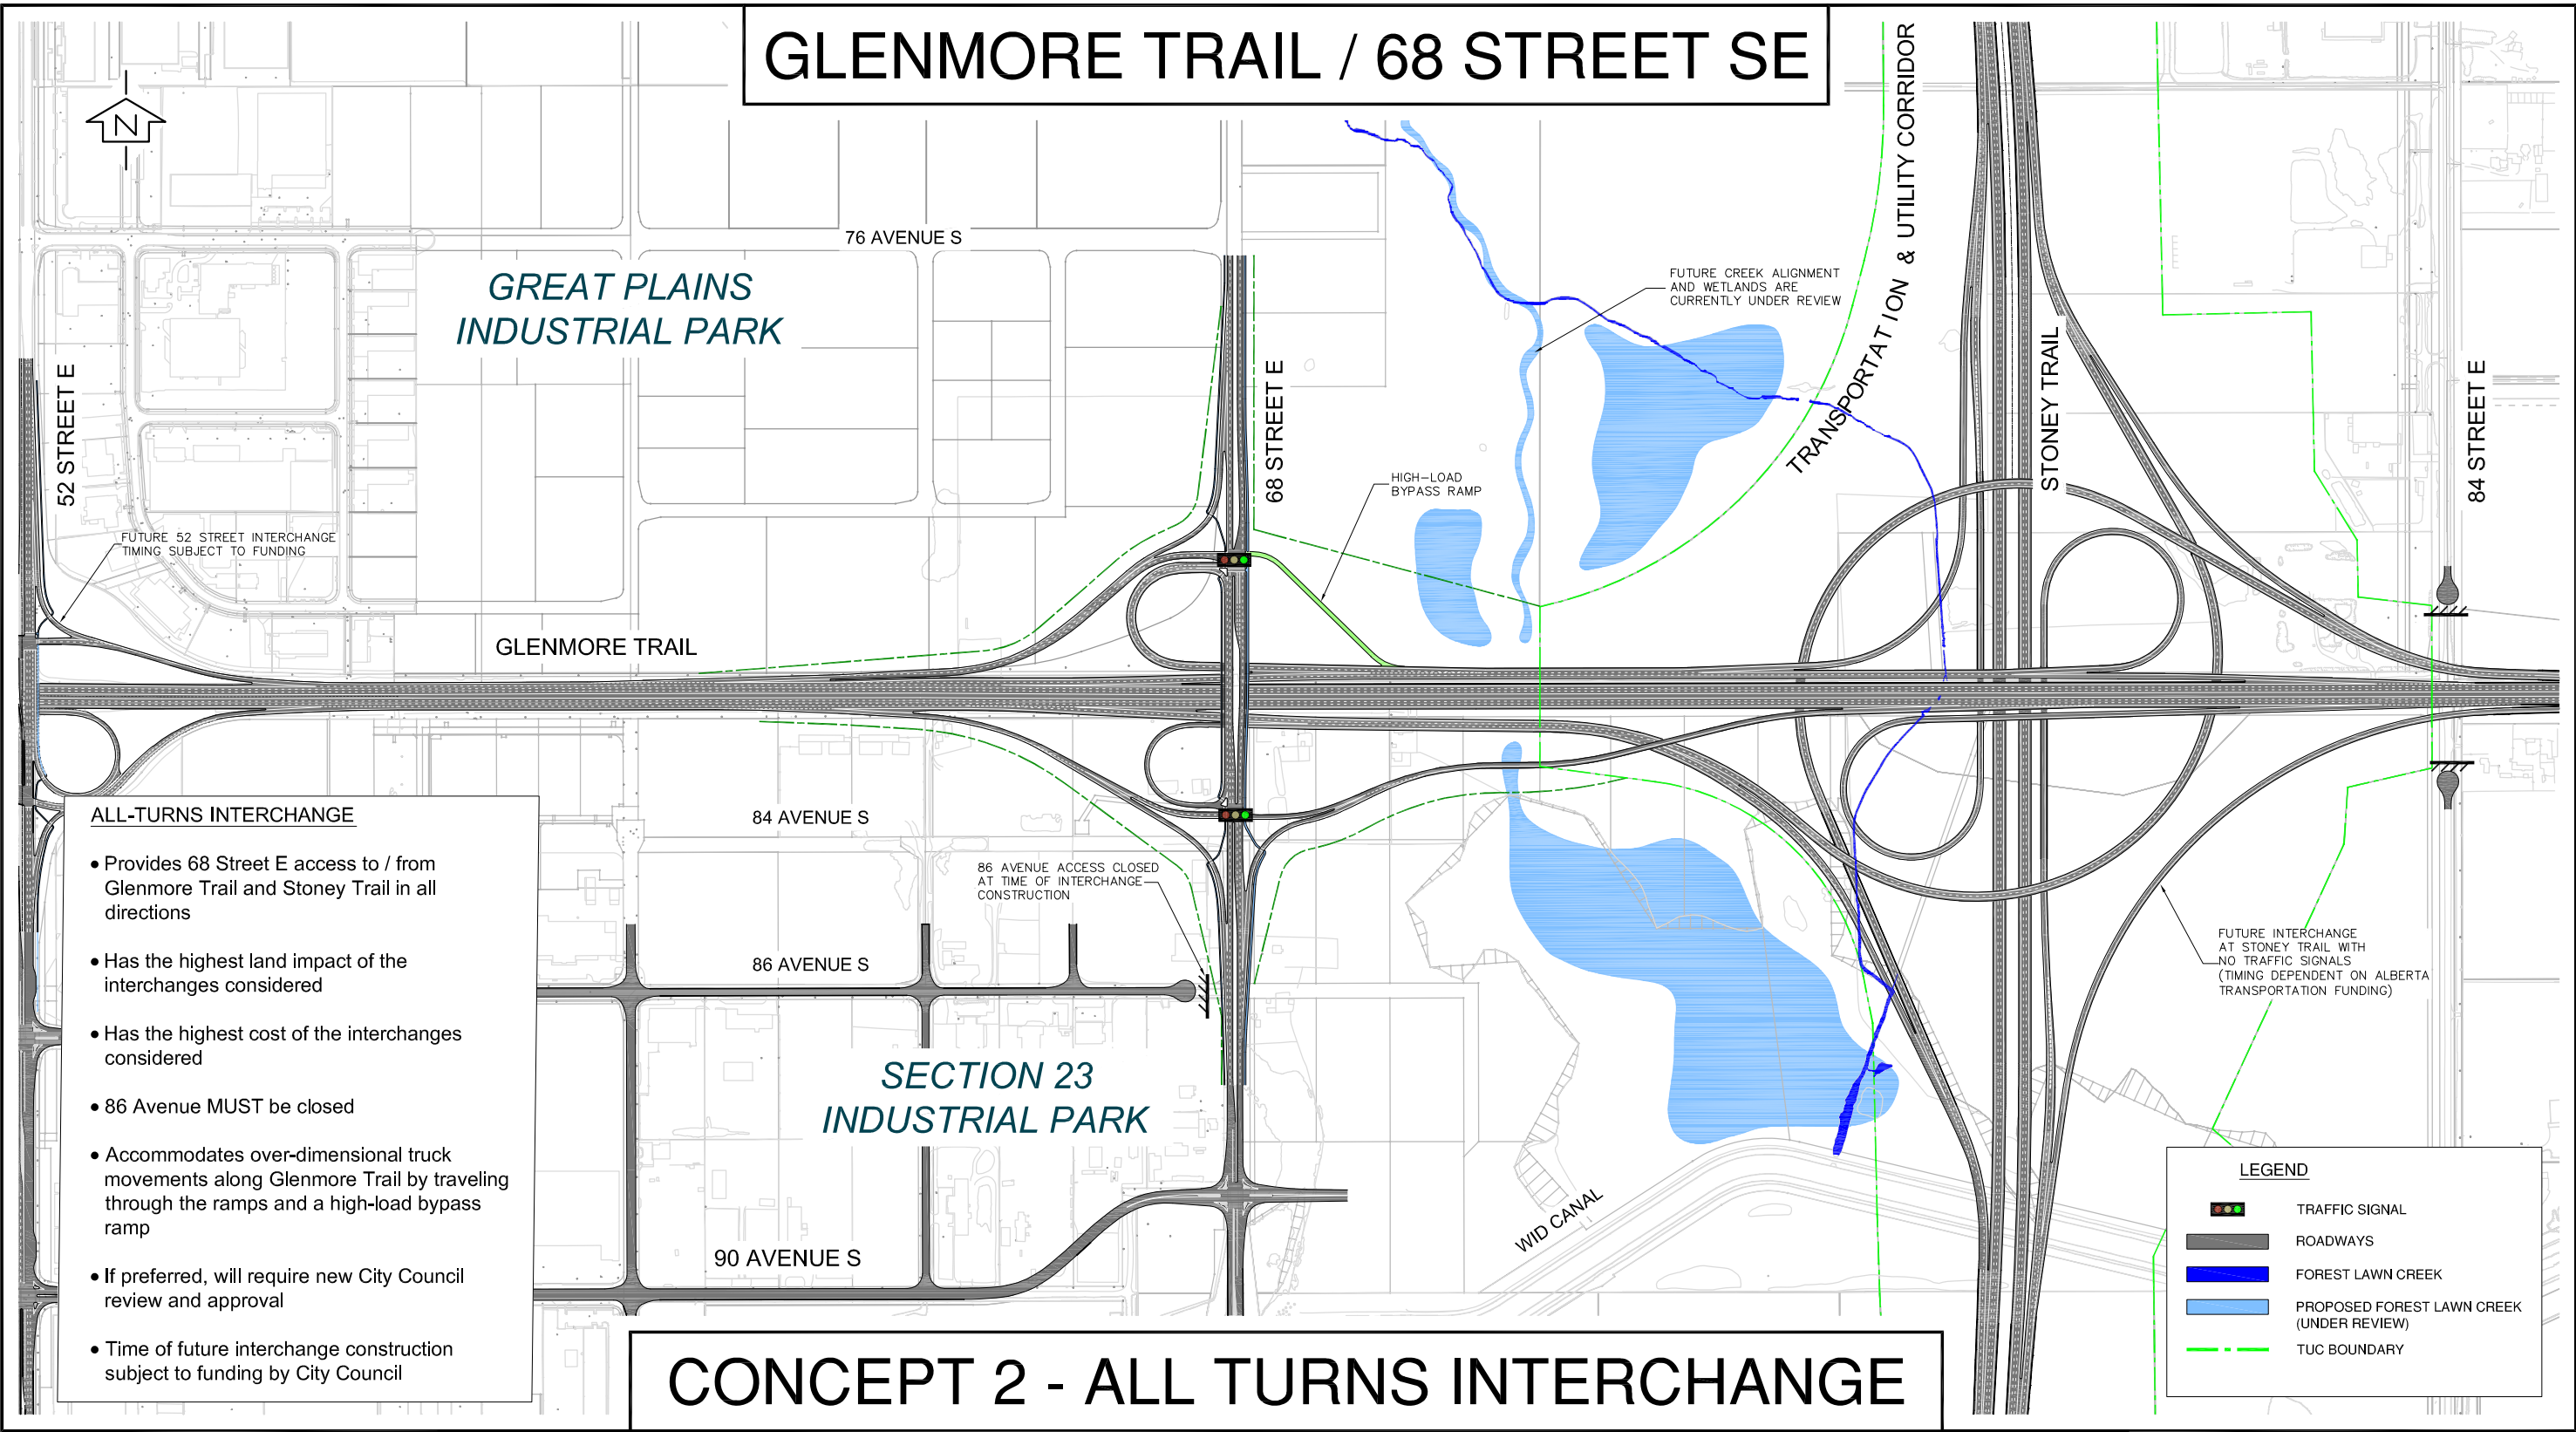 GLENMORE TRAIL / 68 STREET SE
N
76 AVENUE S
GREAT PLAINS
INDUSTRIAL PARK
52 STREET E
FUTURE 52 STREET INTERCHANGE
TIMING SUBJECT TO FUNDING
GLENMORE TRAIL
68 STREET E
HIGH-LOAD
BYPASS RAMP
FUTURE CREEK ALIGNMENT
AND WETLANDS ARE
CURRENTLY UNDER REVIEW
TRANSPORTATION & UTILITY CORRIDOR
STONEY TRAIL
84 STREET E
84 AVENUE S
86 AVENUE ACCESS CLOSED
AT TIME OF INTERCHANGE
CONSTRUCTION
86 AVENUE S
SECTION 23
INDUSTRIAL PARK
90 AVENUE S
WID CANAL
FUTURE INTERCHANGE
AT STONEY TRAIL WITH
NO TRAFFIC SIGNALS
(TIMING DEPENDENT ON ALBERTA
TRANSPORTATION FUNDING)
ALL-TURNS INTERCHANGE
• Provides 68 Street E access to / from
Glenmore Trail and Stoney Trail in all
directions
• Has the highest land impact of the
interchanges considered
• Has the highest cost of the interchanges
considered
• 86 Avenue MUST be closed
• Accommodates over-dimensional truck
movements along Glenmore Trail by traveling
through the ramps and a high-load bypass
ramp
• If preferred, will require new City Council
review and approval
• Time of future interchange construction
subject to funding by City Council
LEGEND
TRAFFIC SIGNAL
ROADWAYS
FOREST LAWN CREEK
PROPOSED FOREST LAWN CREEK
(UNDER REVIEW)
TUC BOUNDARY
CONCEPT 2 - ALL TURNS INTERCHANGE